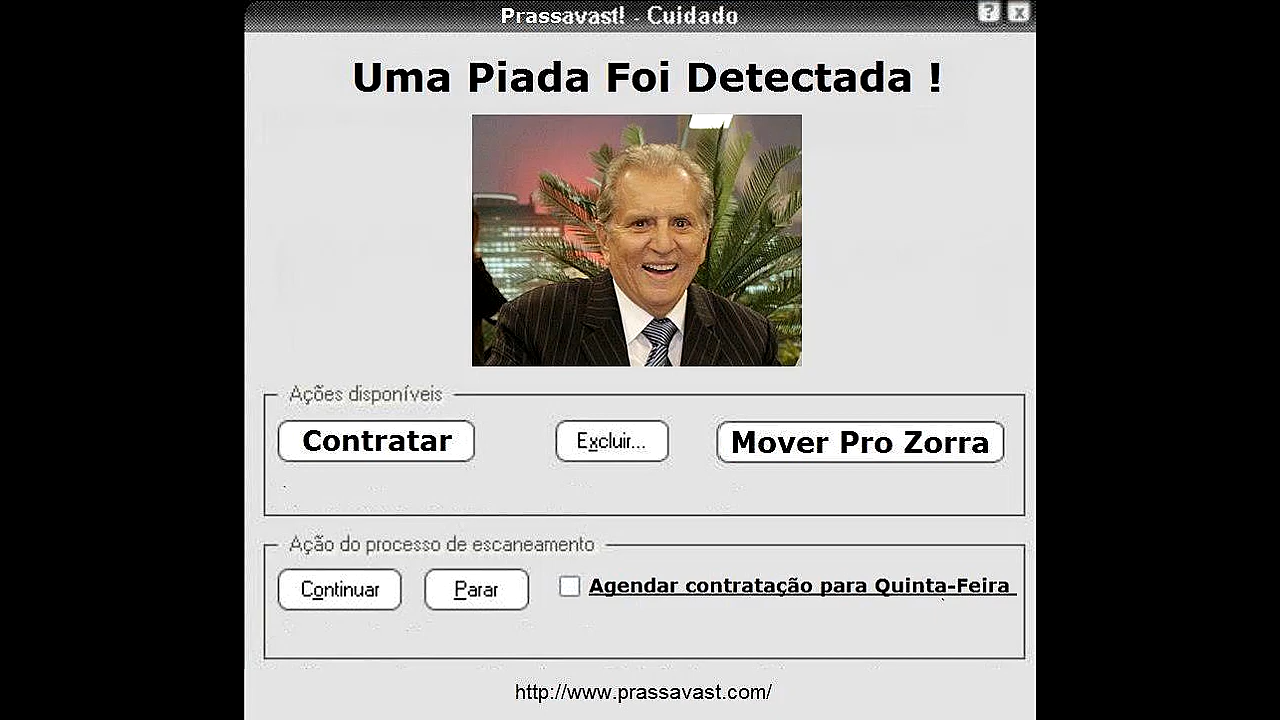 Prassavast! - Cuidado
Uma Piada Foi Detectada !
Ações disponíveis
Contratar
Excluir...
Mover Pro Zorra
Ação do processo de escaneamento
Continuar
Parar
Agendar contratação para Quinta-Feira
http://www.prassavast.com/